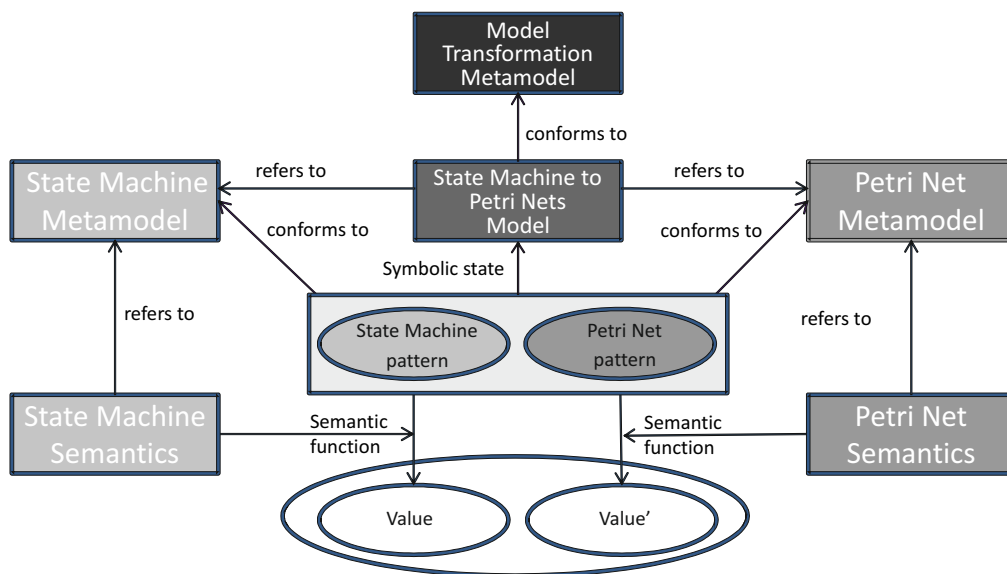 Model
Transformation
Metamodel
conforms to
refers to
refers to
State Machine
Metamodel
State Machine to
Petri Nets
Model
Petri Net
Metamodel
conforms to
conforms to
Symbolic state
refers to
refers to
State Machine
pattern
Petri Net
pattern
State Machine
Semantics
Semantic
function
Semantic
function
Petri Net
Semantics
Value
Value’